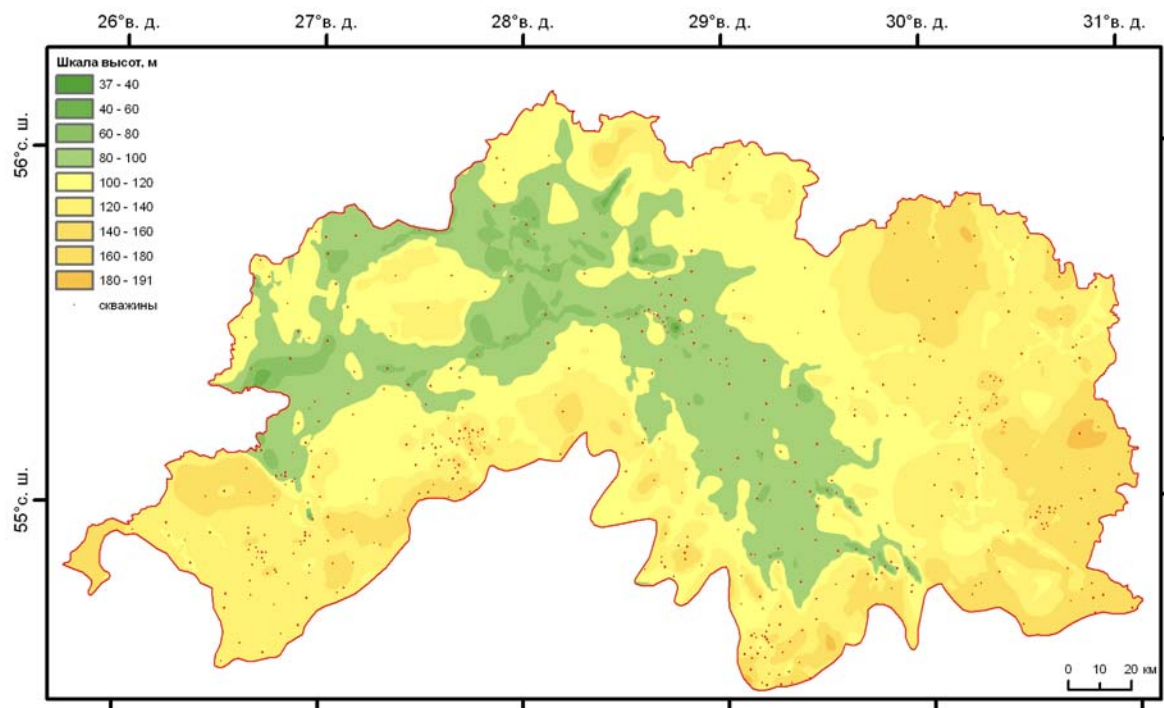 26°в. д. 27°в. д. 28°в. д. 29°в. д. 30°в. д. 31°в. д.
Шкала высот, м
37 - 40
40 - 60
60 - 80
80 - 100
100 - 120
120 - 140
140 - 160
160 - 180
180 - 191
скважины
56°с. ш.
55°с. ш.
0 10 20 км